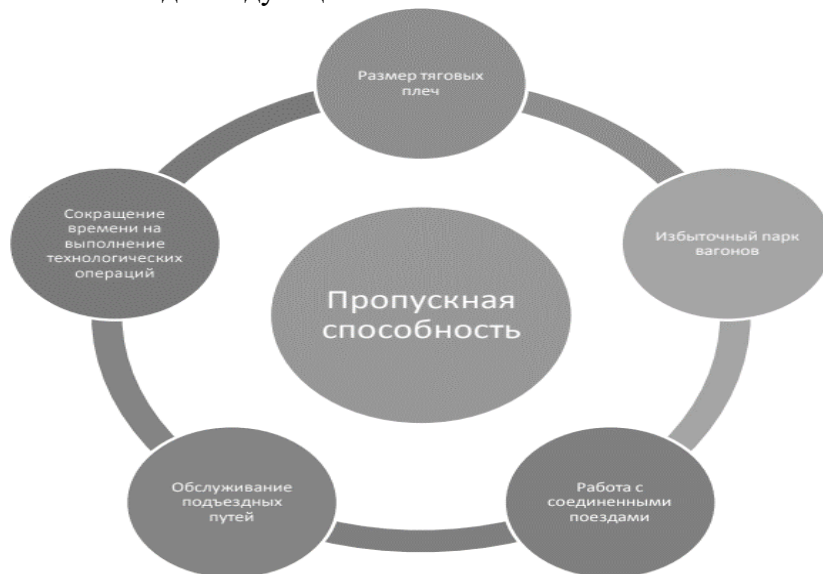 Размер тяговых
плеч
Сокращение
времени на
выполнение
технологических
операций
Избыточный парк
вагонов
Пропускная
способность
Обслуживание
подъездных
путей
Работа с
соединенными
поездами